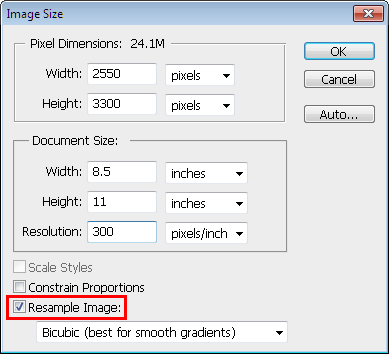 Image Size
Pixel Dimensions: 24.1M
Width: 2550 pixels
Height: 3300 pixels
OK
Cancel
Auto...
Document Size:
Width: 8.5 inches
Height: 11 inches
Resolution: 300 pixels/inch
Scale Styles
Constrain Proportions
Resample Image:
Bicubic (best for smooth gradients)